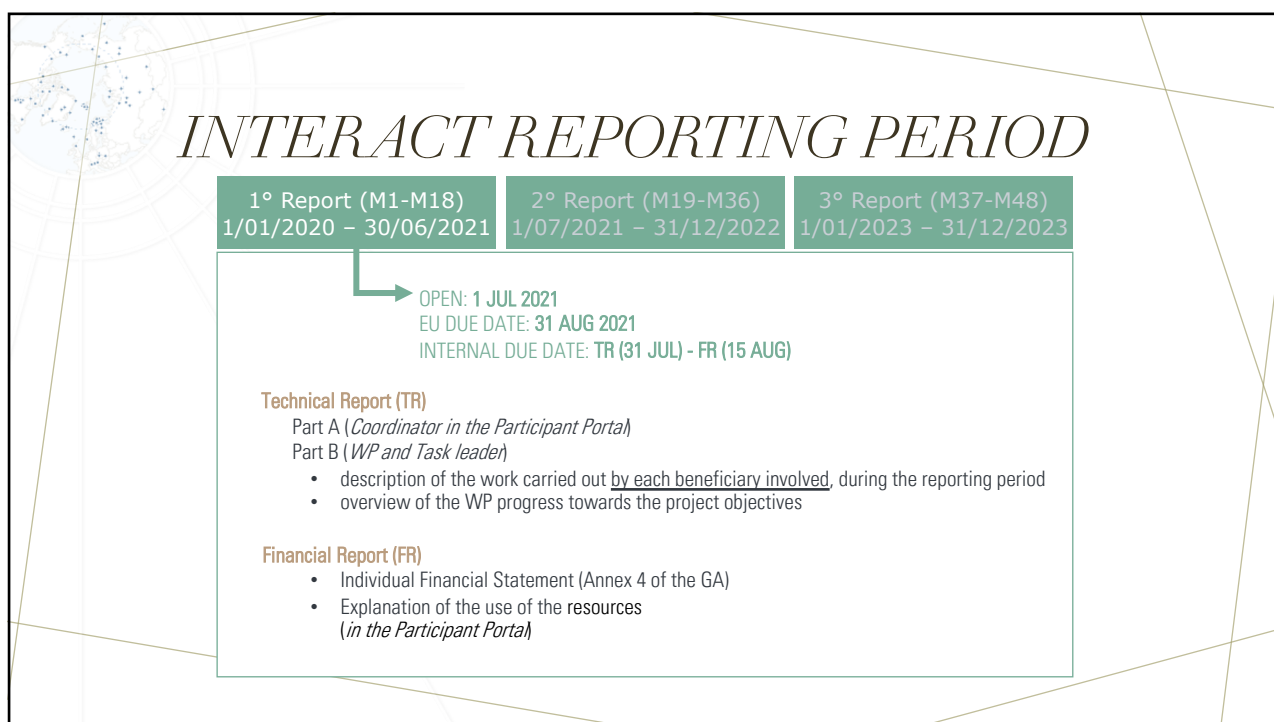 INTERACT REPORTING PERIOD
1° Report (M1-M18)
1/01/2020 – 30/06/2021
2° Report (M19-M36)
1/07/2021 – 31/12/2022
3° Report (M37-M48)
1/01/2023 – 31/12/2023
OPEN: 1 JUL 2021
EU DUE DATE: 31 AUG 2021
INTERNAL DUE DATE: TR (31 JUL) - FR (15 AUG)
Technical Report (TR)
Part A (Coordinator in the Participant Portal)
Part B (WP and Task leader)
• description of the work carried out by each beneficiary involved, during the reporting period
• overview of the WP progress towards the project objectives
Financial Report (FR)
• Individual Financial Statement (Annex 4 of the GA)
• Explanation of the use of the resources
(in the Participant Portal)